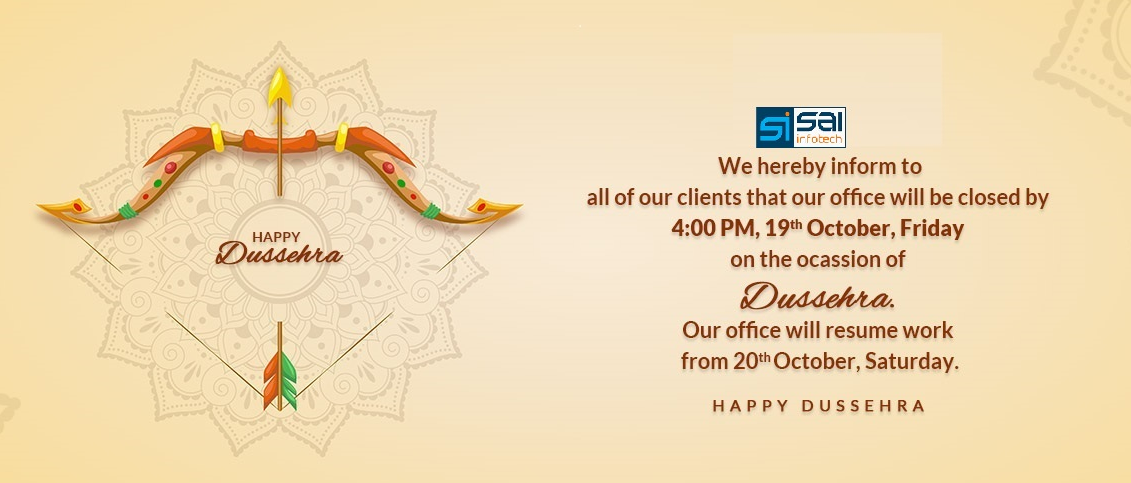 HAPPY
Dussehra
si sai
infotech
We hereby inform to
all of our clients that our office will be closed by
4:00 PM, 19th October, Friday
on the ocassion of
Dussehra.
Our office will resume work
from 20th October, Saturday.
HAPPY DUSSEHRA